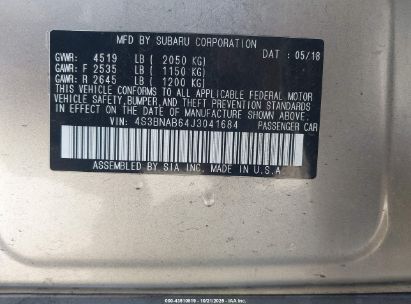 MFD BY SUBARU CORPORATION DATE : 05/18
GVWR: 4519 LB ( 2050 KG)
GAWR: F 2535 LB ( 1150 KG)
GAWR: R 2645 LB ( 1200 KG)
THIS VEHICLE CONFORMS TO ALL APPLICABLE FEDERAL MOTOR
VEHICLE SAFETY, BUMPER, AND THEFT PREVENTION STANDARDS
IN EFFECT ON THE DATE OF MANUFACTURE SHOWN ABOVE.
VIN: 4S3BNAB64J3041684 PASSENGER CAR
ASSEMBLED BY SIA INC. MADE IN U.S.A